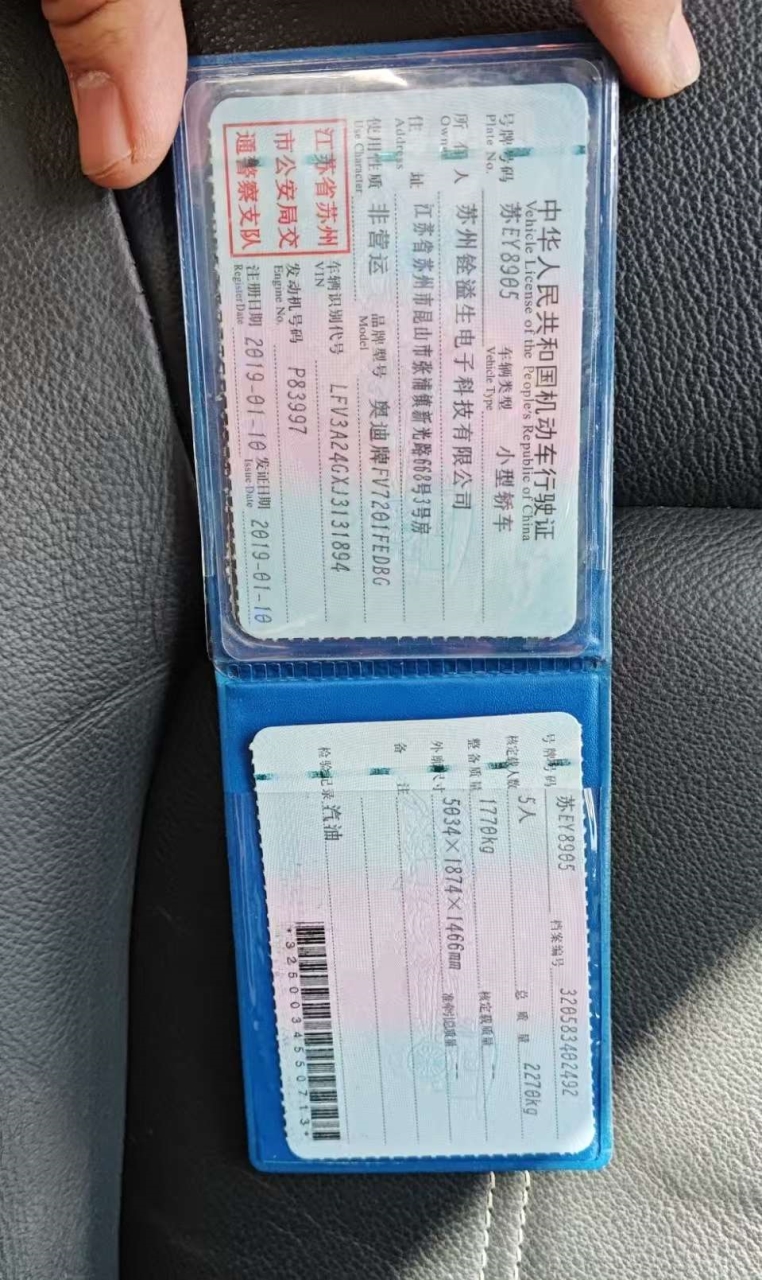 中华人民共和国机动车行驶证
Vehicle License of the People's Republic of China
号牌号码 苏EY8905 车辆类型 小型轿车
Plate No. Vehicle Type
所有人 苏州铨溢生电子科技有限公司
Owner
住址 江苏省苏州市昆山市张浦镇新光路668号3号房
Address
使用性质 非营运 品牌型号 奥迪牌FV7201FEDBG
Use Character Model
江苏省苏州
市公安局交
通警察支队
车辆识别代号 LFV3A24GXJ3131894
VIN
发动机号码 P83997
Engine No.
注册日期 2019-01-10 发证日期 2019-01-10
Register Date Issue Date
号牌号码 苏EY8905 档案编号 320583402492
核定载人数 5人 总质量 2270kg
整备质量 1770kg 核定载质量 --
外廓尺寸 5034×1874×1466mm 准牵引总质量 --
备注
检验记录 汽油
*3250034550713*